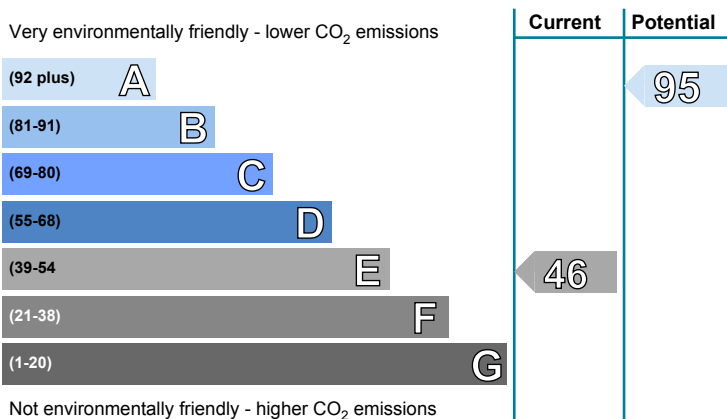 Very environmentally friendly - lower CO2 emissions
Current
Potential
(92 plus) A
95
(81-91) B
(69-80) C
(55-68) D
(39-54 E
46
(21-38) F
(1-20) G
Not environmentally friendly - higher CO2 emissions